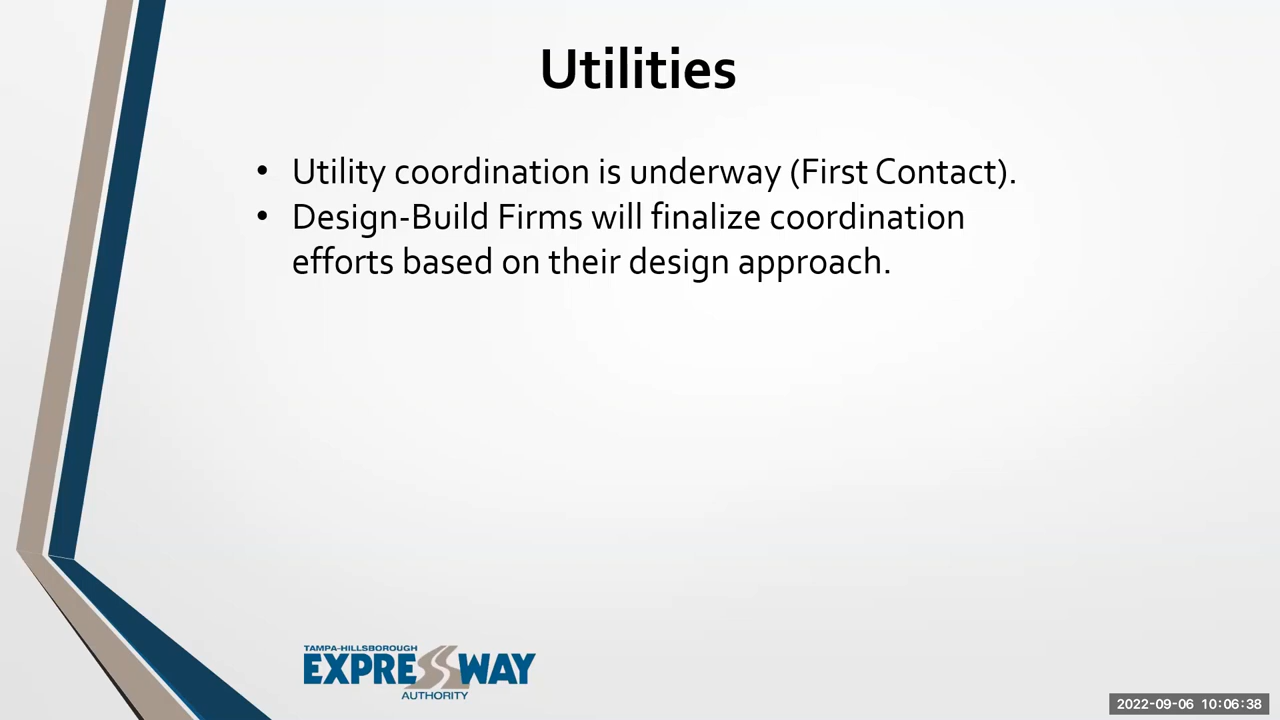 Utilities
• Utility coordination is underway (First Contact).
• Design-Build Firms will finalize coordination
efforts based on their design approach.
TAMPA-HILLSBOROUGH
EXPRESSWAY
AUTHORITY
2022-09-06 10:06:38